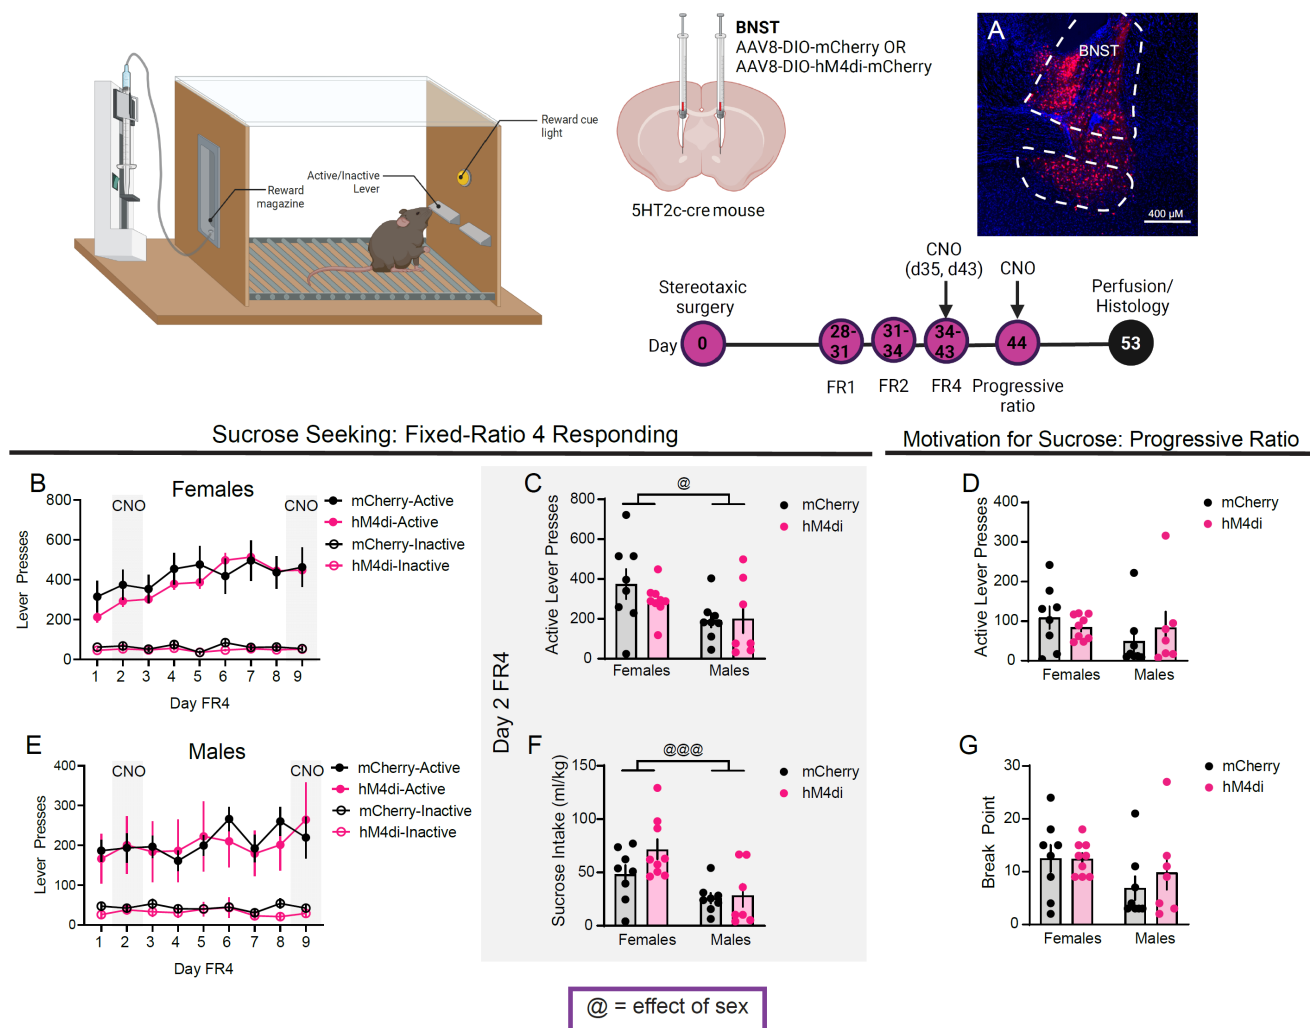 BNST
AAV8-DIO-mCherry OR
AAV8-DIO-hM4di-mCherry
5HT2c-cre mouse
A
BNST
400 µM
Reward cue
light
Active/Inactive
Lever
Reward
magazine
CNO
(d35, d43)
CNO
Stereotaxic
surgery
Perfusion/
Histology
Day
0
28-
31
31-
34
34-
43
44
53
FR1
FR2
FR4
Progressive
ratio
Sucrose Seeking: Fixed-Ratio 4 Responding
Motivation for Sucrose: Progressive Ratio
B
Females
CNO
CNO
Lever Presses
800
600
400
200
0
1 2 3 4 5 6 7 8 9
Day FR4
mCherry-Active
hM4di-Active
mCherry-Inactive
hM4di-Inactive
Day 2 FR4
C
@
Active Lever Presses
800
600
400
200
0
Females
Males
mCherry
hM4di
D
Active Lever Presses
400
300
200
100
0
Females
Males
mCherry
hM4di
E
Males
CNO
CNO
Lever Presses
400
300
200
100
0
1 2 3 4 5 6 7 8 9
Day FR4
mCherry-Active
hM4di-Active
mCherry-Inactive
hM4di-Inactive
F
@@@
Sucrose Intake (ml/kg)
150
100
50
0
Females
Males
mCherry
hM4di
G
Break Point
30
20
10
0
Females
Males
mCherry
hM4di
@ = effect of sex